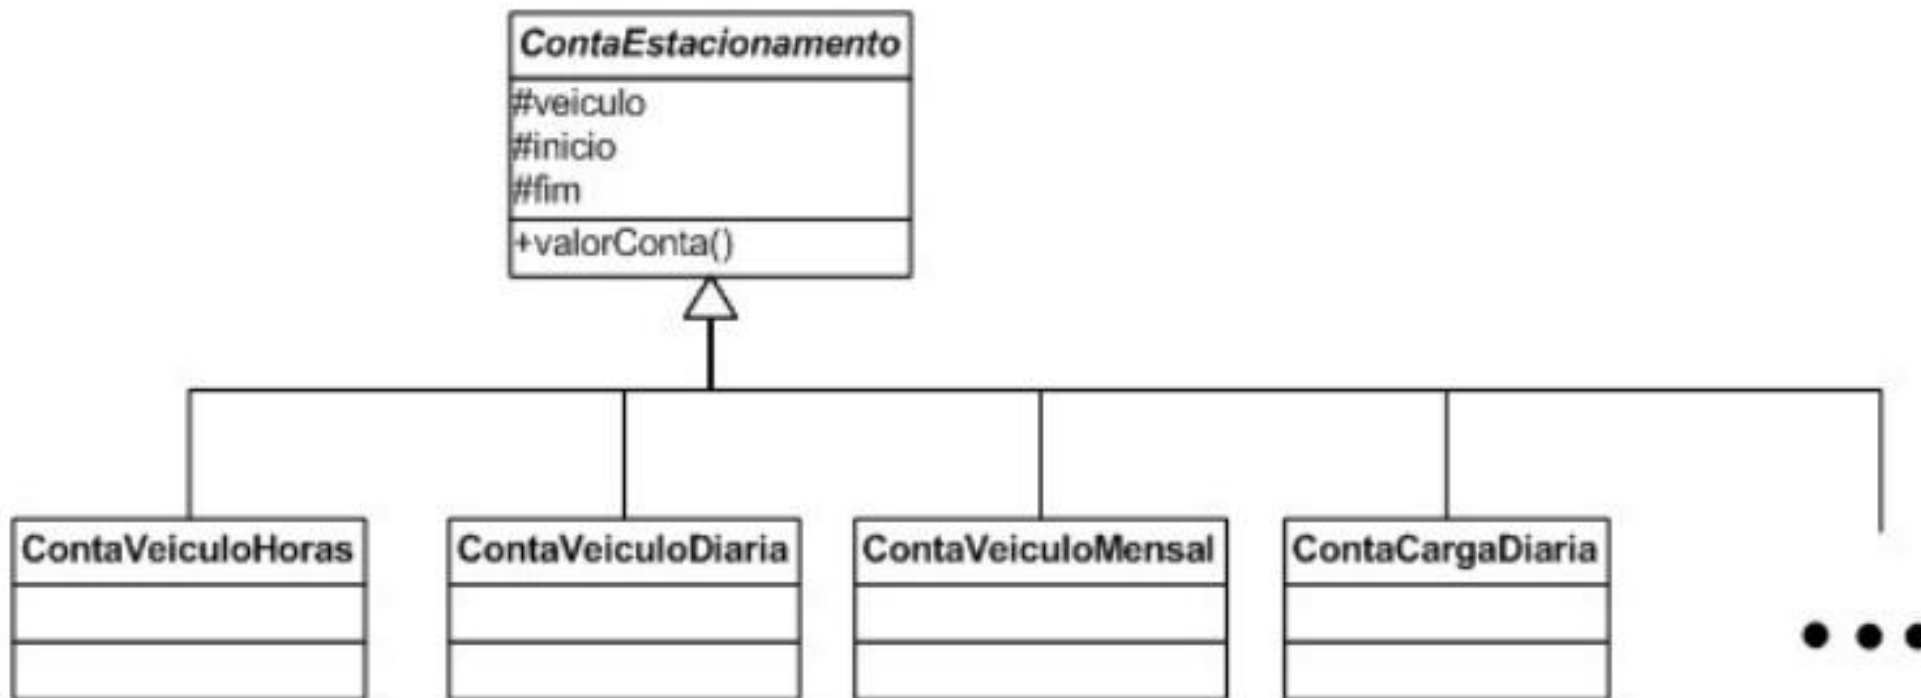 ContaEstacionamento
#veiculo
#inicio
#fim
+valorConta()
ContaVeiculoHoras
ContaVeiculoDiaria
ContaVeiculoMensal
ContaCargaDiaria